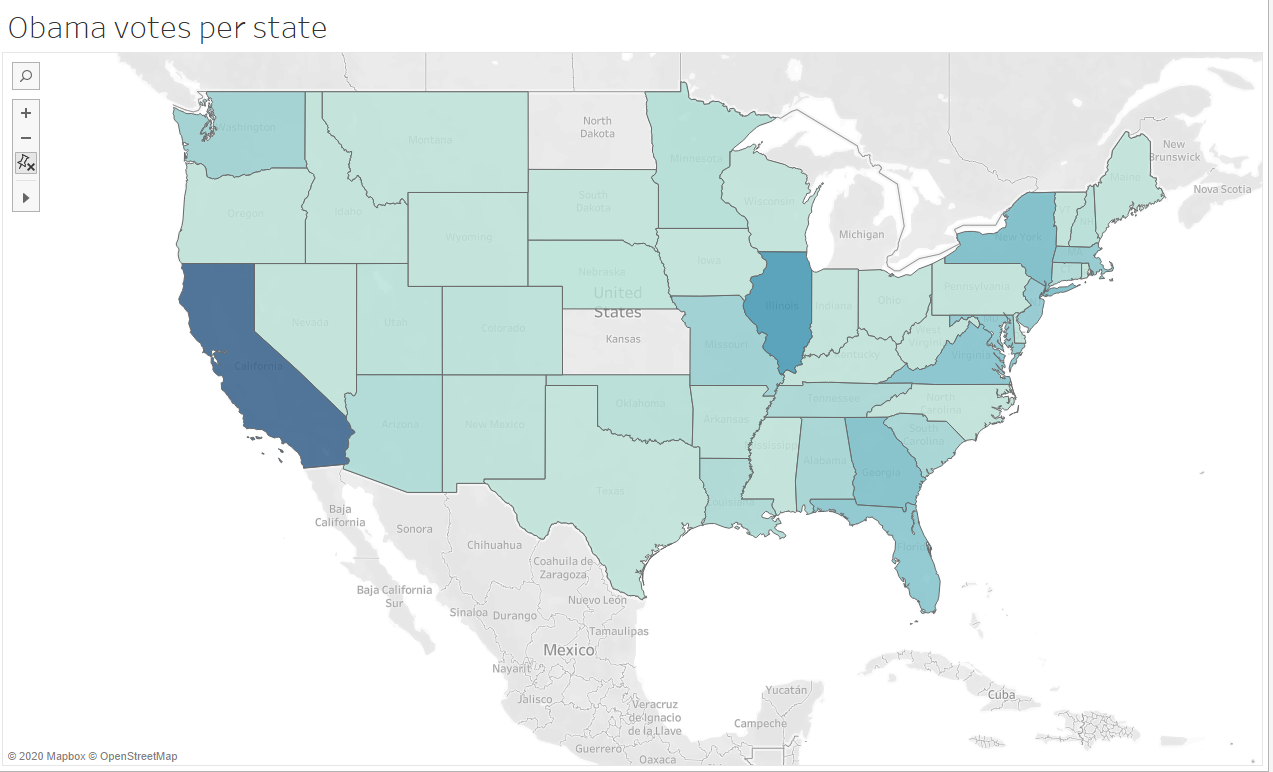 Obama votes per state
North
Dakota
Washington
Montana
Minnesota
New
Brunswick
Nova Scotia
Maine
South
Dakota
Wisconsin
Michigan
Oregon
Idaho
Wyoming
New York
Iowa
Nebraska
United
States
Pennsylvania
Illinois
Indiana
Ohio
Nevada
Utah
Colorado
Kansas
Missouri
West
Virginia
Kentucky
Virginia
California
Tennessee
North
Carolina
Oklahoma
Arkansas
Arizona
New Mexico
South
Carolina
Mississippi
Alabama
Georgia
Texas
Louisiana
Florida
Baja
California
Sonora
Chihuahua
Coahuila de
Zaragoza
Baja California
Sur
Nuevo León
Sinaloa
Durango
Tamaulipas
Mexico
Nayarit
Jalisco
Veracruz
de Ignacio
de la Llave
Yucatán
Campeche
Cuba
Guerrero
Oaxaca
© 2020 Mapbox © OpenStreetMap